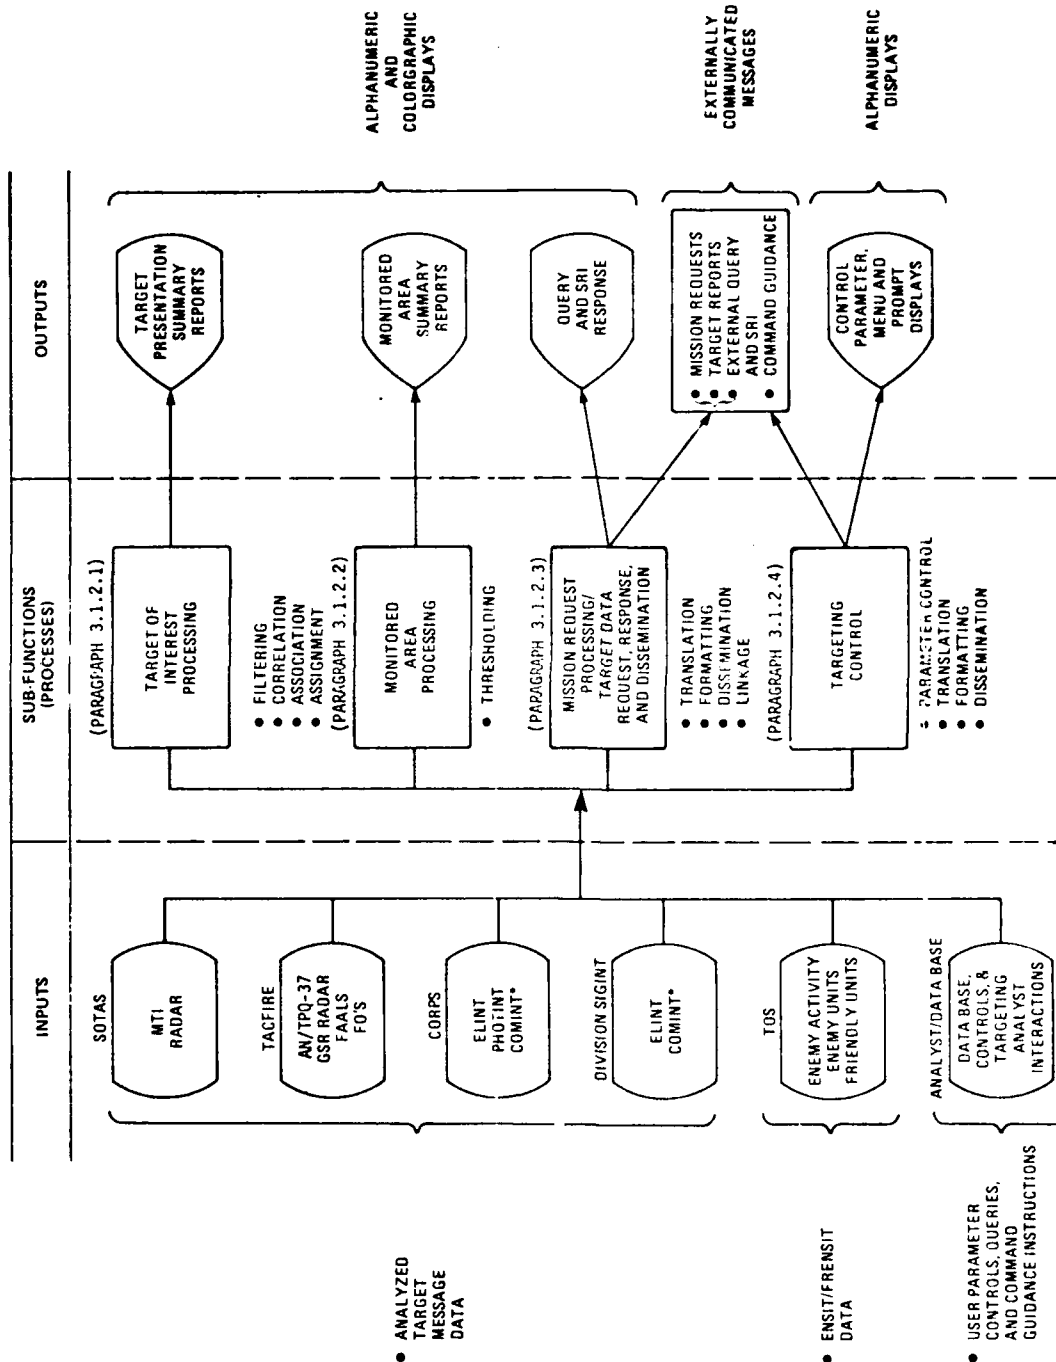 INPUTS
SUB-FUNCTIONS
(PROCESSES)
OUTPUTS
● ANALYZED
TARGET
MESSAGE
DATA
SOTAS
MTI
RADAR
TACFIRE
AN/TPQ-37
GSR RADAR
FAALS
FO'S
CORPS
ELINT
PHOTINT
COMINT*
DIVISION SIGINT
ELINT
COMINT*
● ENSIT/FRENSIT
DATA
TOS
ENEMY ACTIVITY
ENEMY UNITS
FRIENDLY UNITS
● USER PARAMETER
CONTROLS, QUERIES,
AND COMMAND
GUIDANCE INSTRUCTIONS
ANALYST/DATA BASE
DATA BASE,
CONTROLS, &
TARGETING
ANALYST
INTERACTIONS
(PARAGRAPH 3.1.2.1)
TARGET OF
INTEREST
PROCESSING
● FILTERING
● CORRELATION
● ASSOCIATION
● ASSIGNMENT
(PARAGRAPH 3.1.2.2)
MONITORED
AREA
PROCESSING
● THRESHOLDING
(PARAGRAPH 3.1.2.3)
MISSION REQUEST
PROCESSING/
TARGET DATA
REQUEST, RESPONSE,
AND DISSEMINATION
● TRANSLATION
● FORMATTING
● DISSEMINATION
● LINKAGE
(PARAGRAPH 3.1.2.4)
TARGETING
CONTROL
● PARAMETER CONTROL
● TRANSLATION
● FORMATTING
● DISSEMINATION
TARGET
PRESENTATION
SUMMARY
REPORTS
MONITORED
AREA
SUMMARY
REPORTS
QUERY
AND SRI
RESPONSE
● MISSION REQUESTS
● TARGET REPORTS
● EXTERNAL QUERY
AND SRI
● COMMAND GUIDANCE
CONTROL
PARAMETER,
MENU AND
PROMPT
DISPLAYS
ALPHANUMERIC
AND
COLORGRAPHIC
DISPLAYS
EXTERNALLY
COMMUNICATED
MESSAGES
ALPHANUMERIC
DISPLAYS